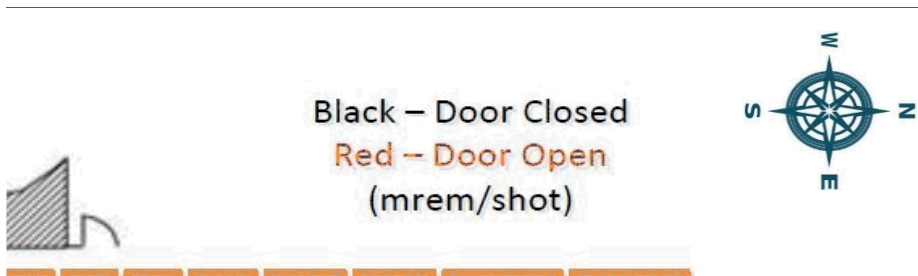 Black – Door Closed
Red – Door Open
(mrem/shot)
W
S
N
E